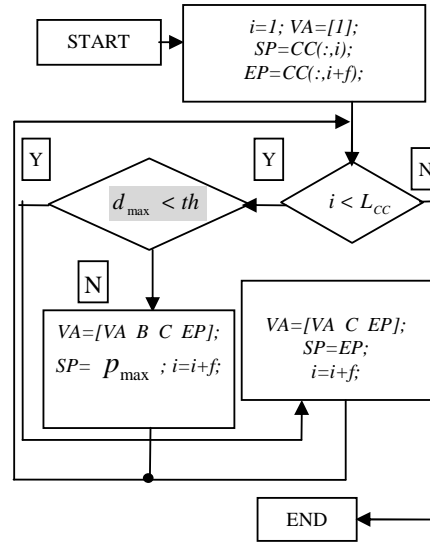 START
i=1; VA=[1];
SP=CC(:,i)
EP=CC(:,i+f);
Y
Y
N
d_max < th
i < L_CC
N
VA=[VA B C EP];
SP= p_max ; i=i+f;
VA=[VA C EP];
SP=EP;
i=i+f;
END